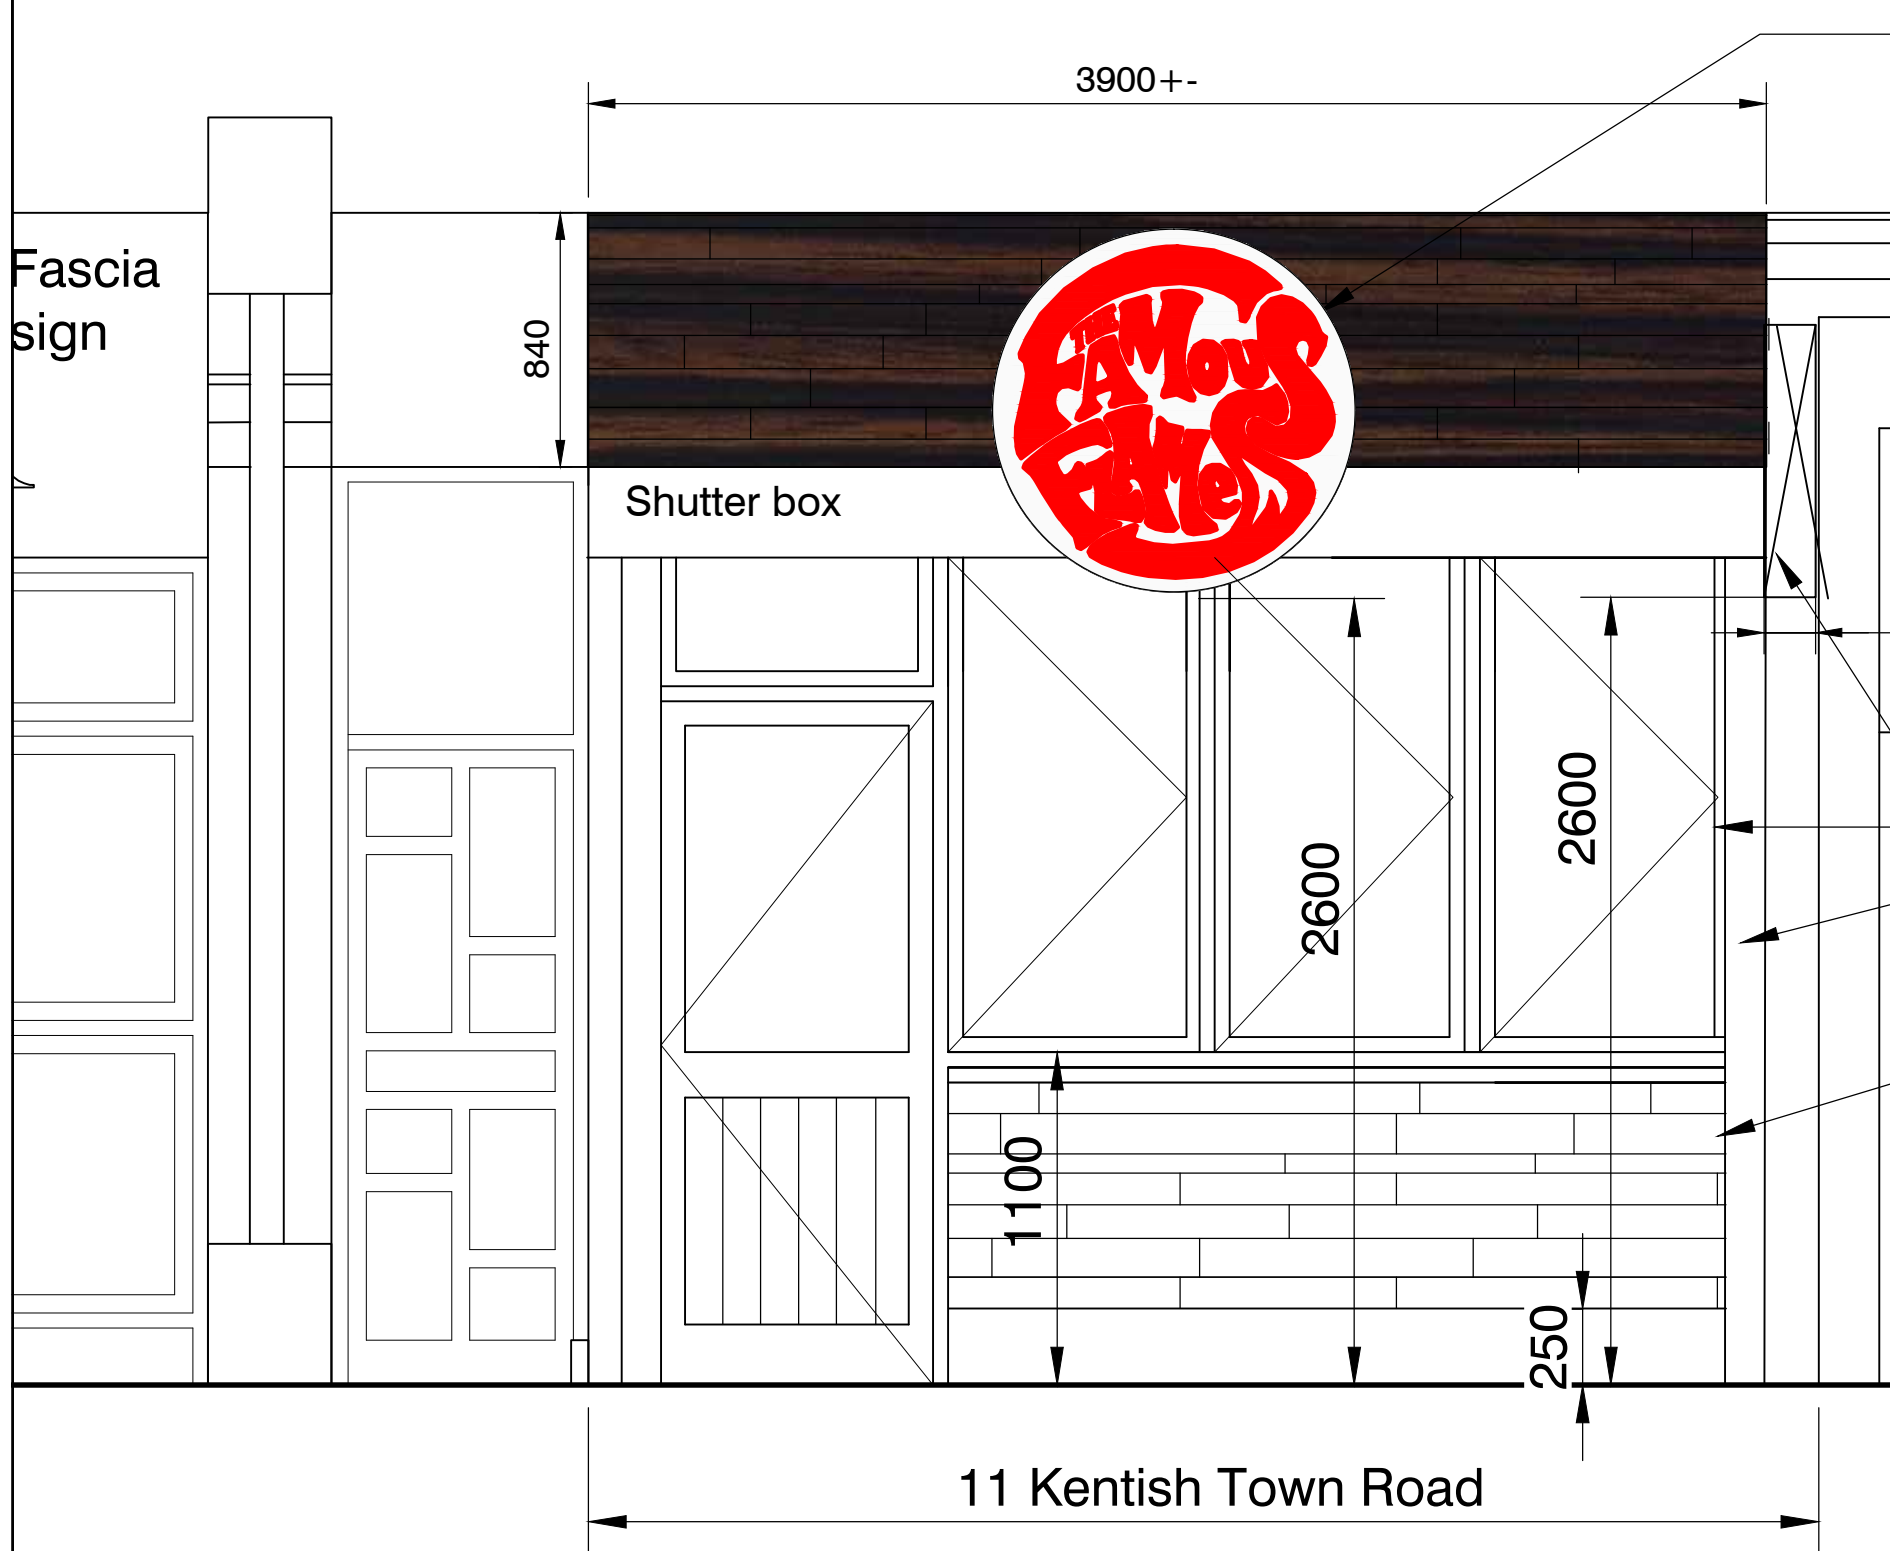 3900+-
Fascia
sign
840
THE
FAMOUS
FLAMES
Shutter box
2600
2600
1100
250
11 Kentish Town Road